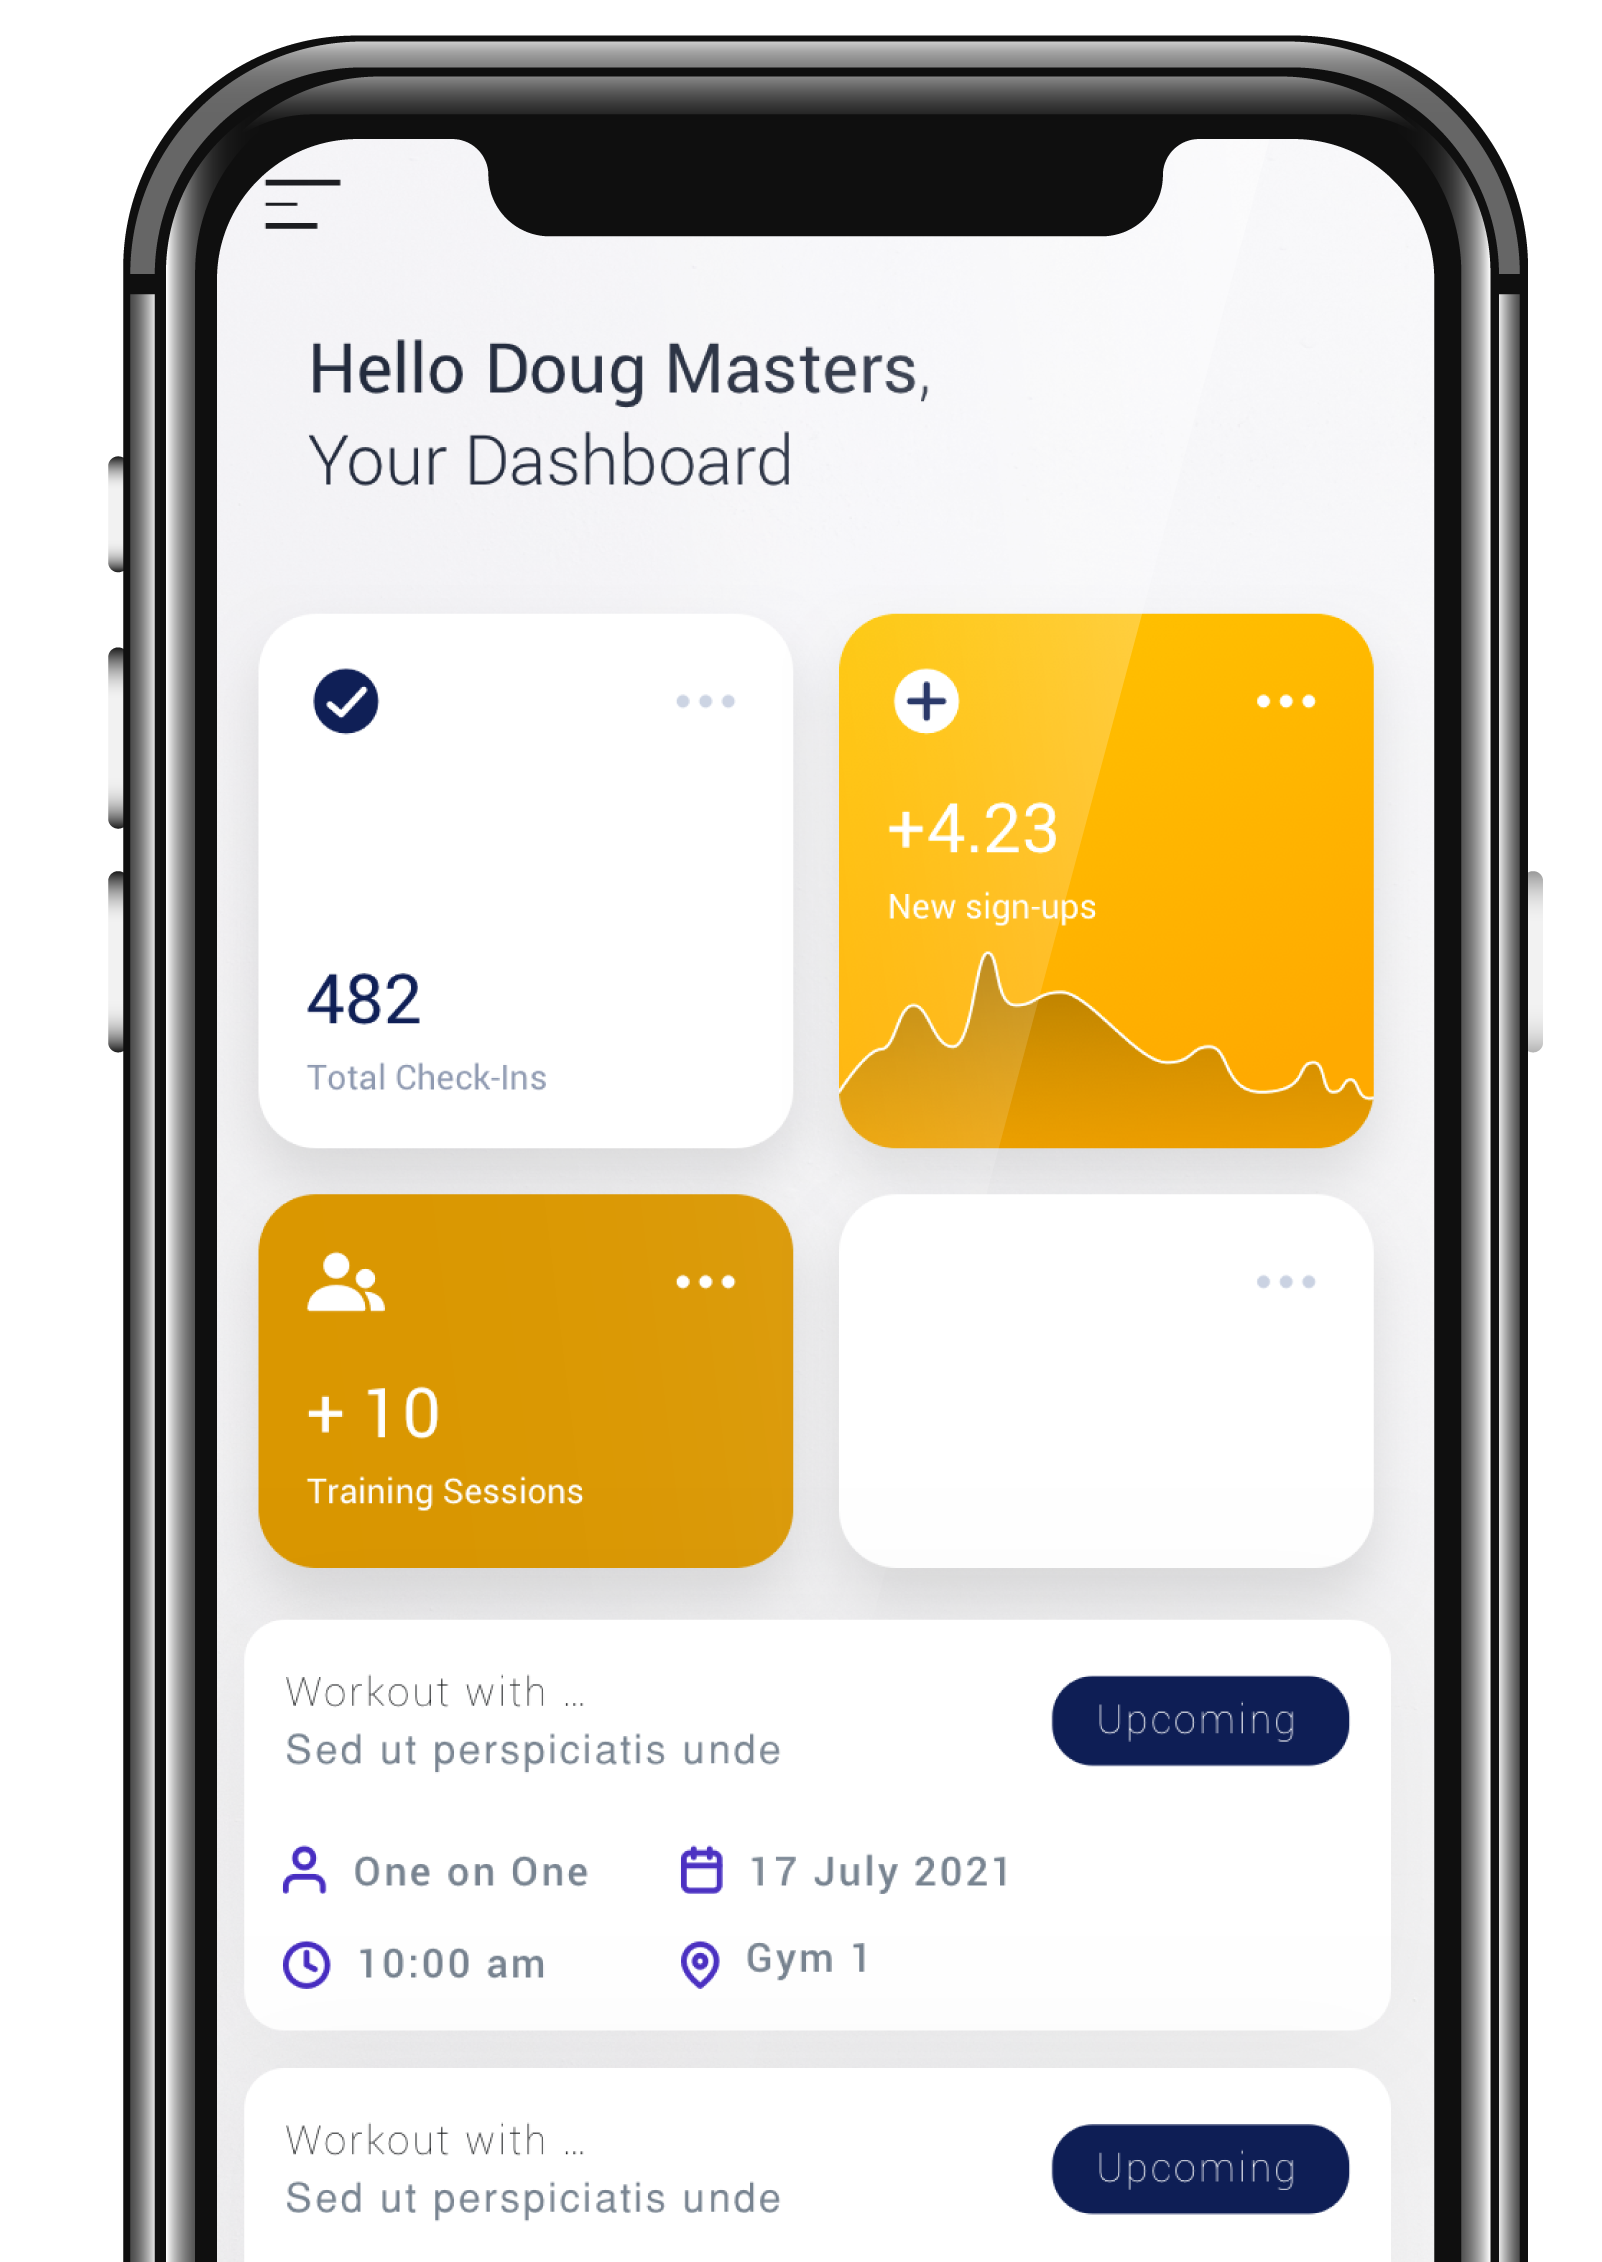 Hello Doug Masters,
Your Dashboard
482
Total Check-Ins
+4.23
New sign-ups
+ 10
Training Sessions
Workout with ...
Sed ut perspiciatis unde
Upcoming
One on One
17 July 2021
10:00 am
Gym 1
Workout with ...
Sed ut perspiciatis unde
Upcoming